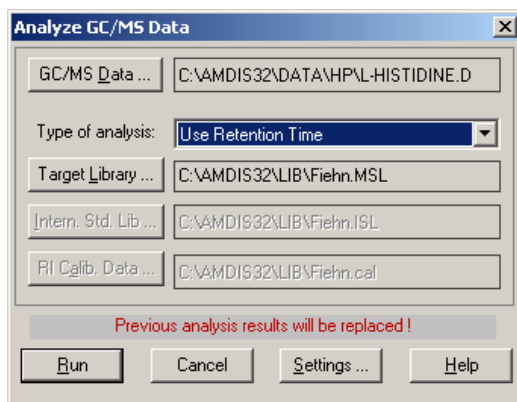 Analyze GC/MS Data
GC/MS Data ... C:\AMDIS32\DATA\HP\L-HISTIDINE.D
Type of analysis: Use Retention Time
Target Library ... C:\AMDIS32\LIB\Fiehn.MSL
Intern. Std. Lib ... C:\AMDIS32\LIB\Fiehn.ISL
RI Calib. Data ... C:\AMDIS32\LIB\Fiehn.cal
Previous analysis results will be replaced !
Run Cancel Settings ... Help